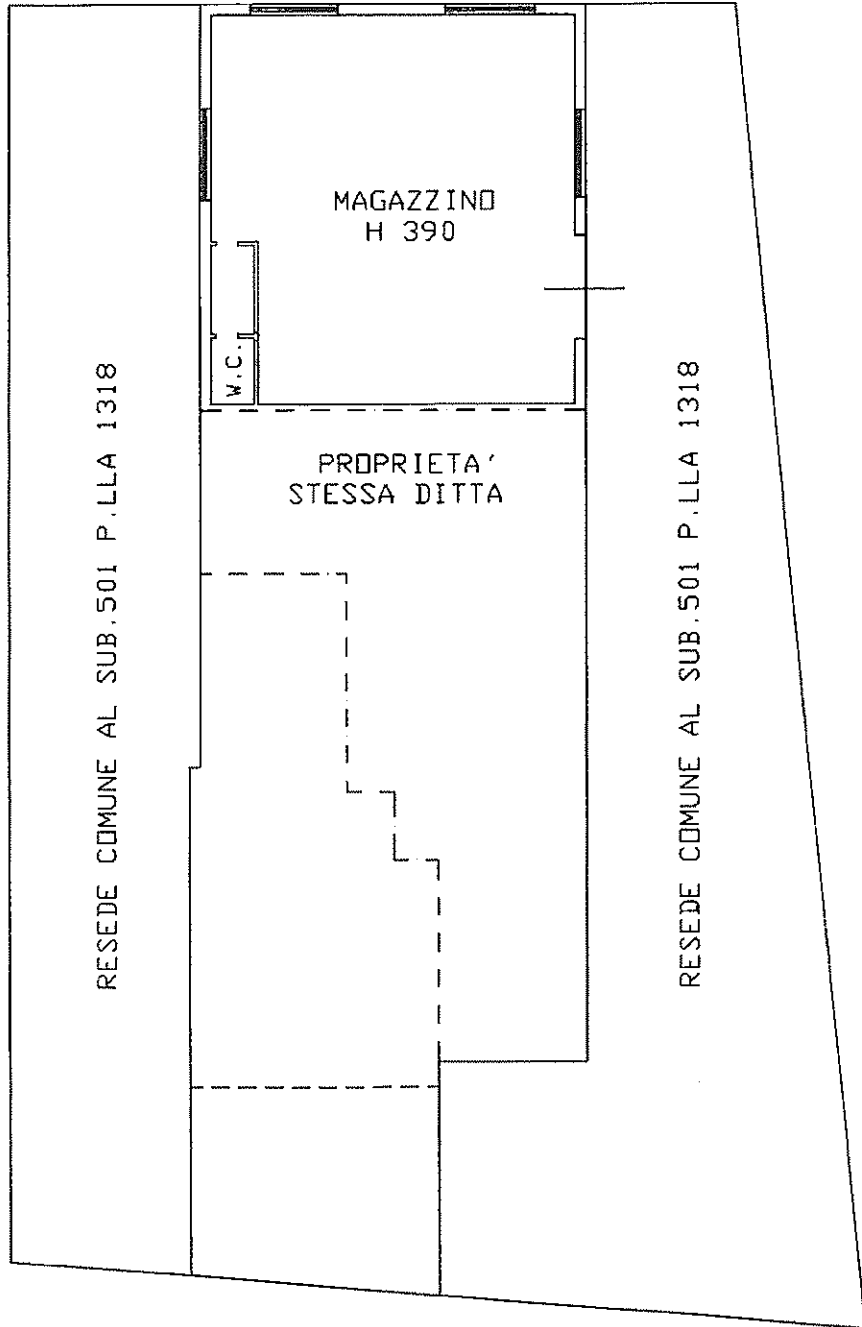 MAGAZZINO
H 390
W.C.
PROPRIETA'
STESSA DITTA
RESEDE COMUNE AL SUB.501 P.LLA 1318
RESEDE COMUNE AL SUB.501 P.LLA 1318